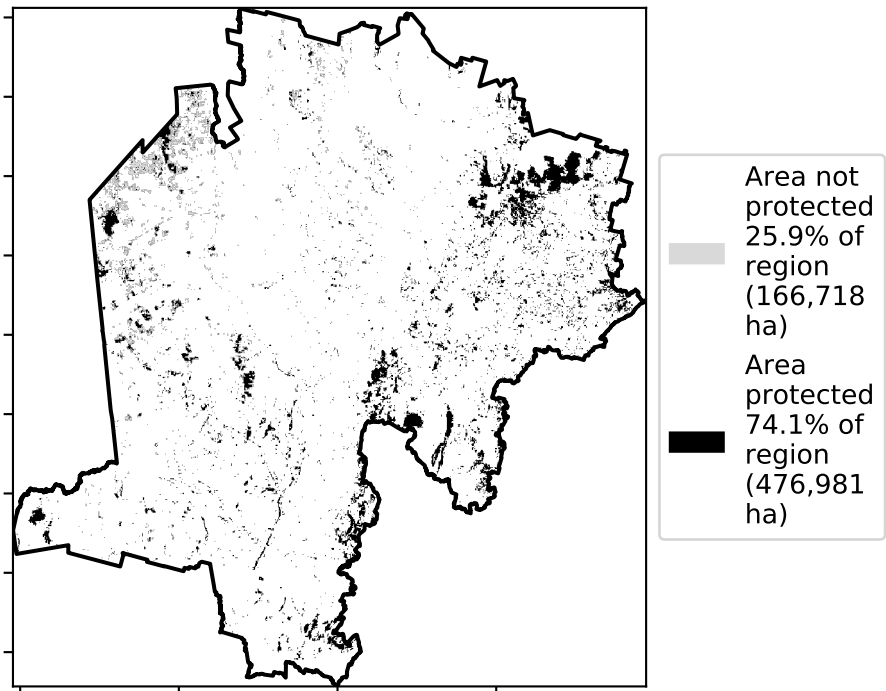 Area not
protected
25.9% of
region
(166,718
ha)
Area
protected
74.1% of
region
(476,981
ha)